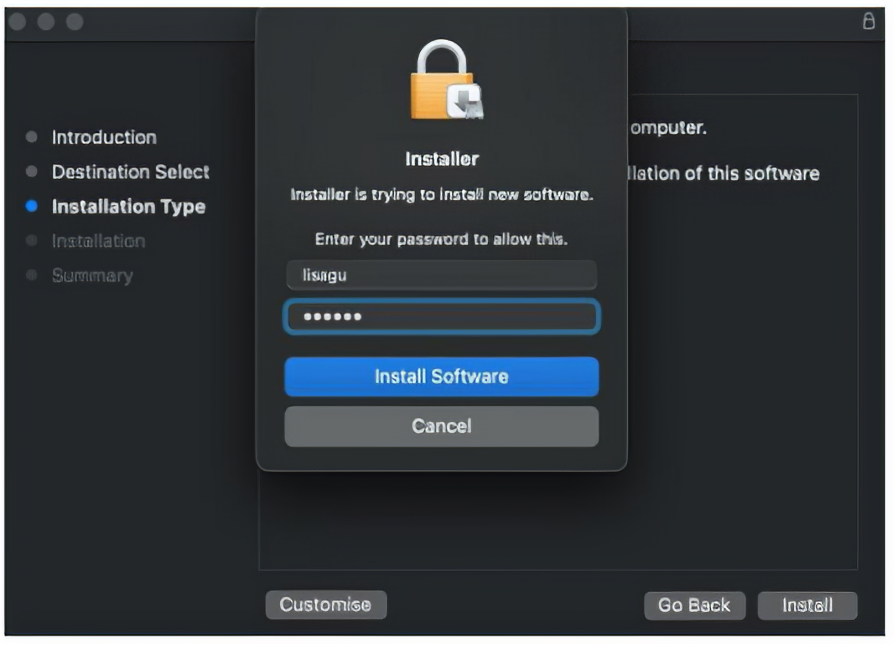 Introduction
Destination Select
Installation Type
Installation
Summary
Installer
Installer is trying to install new software.
Enter your password to allow this.
lisagu
••••••
Install Software
Cancel
omputer.
llation of this software
Customise
Go Back
Install